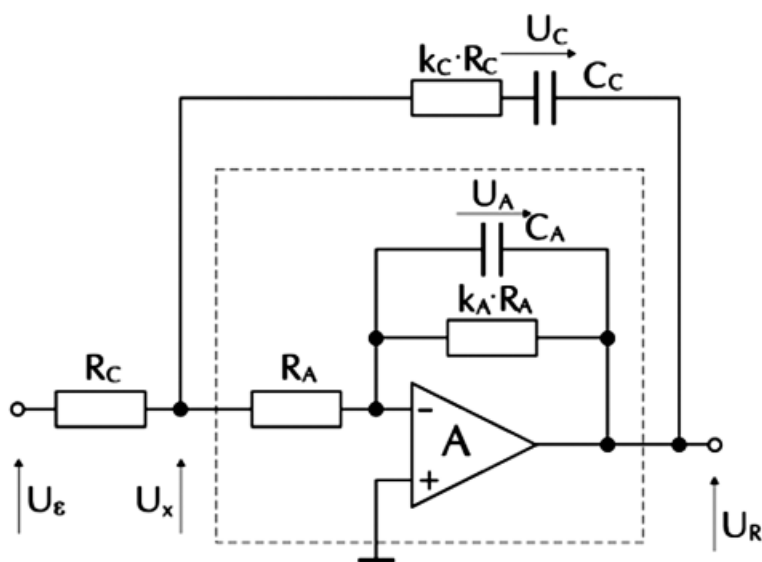 U_C
k_C·R_C
C_C
U_A
C_A
k_A·R_A
R_C
R_A
−
A
+
U_ε
U_x
U_R